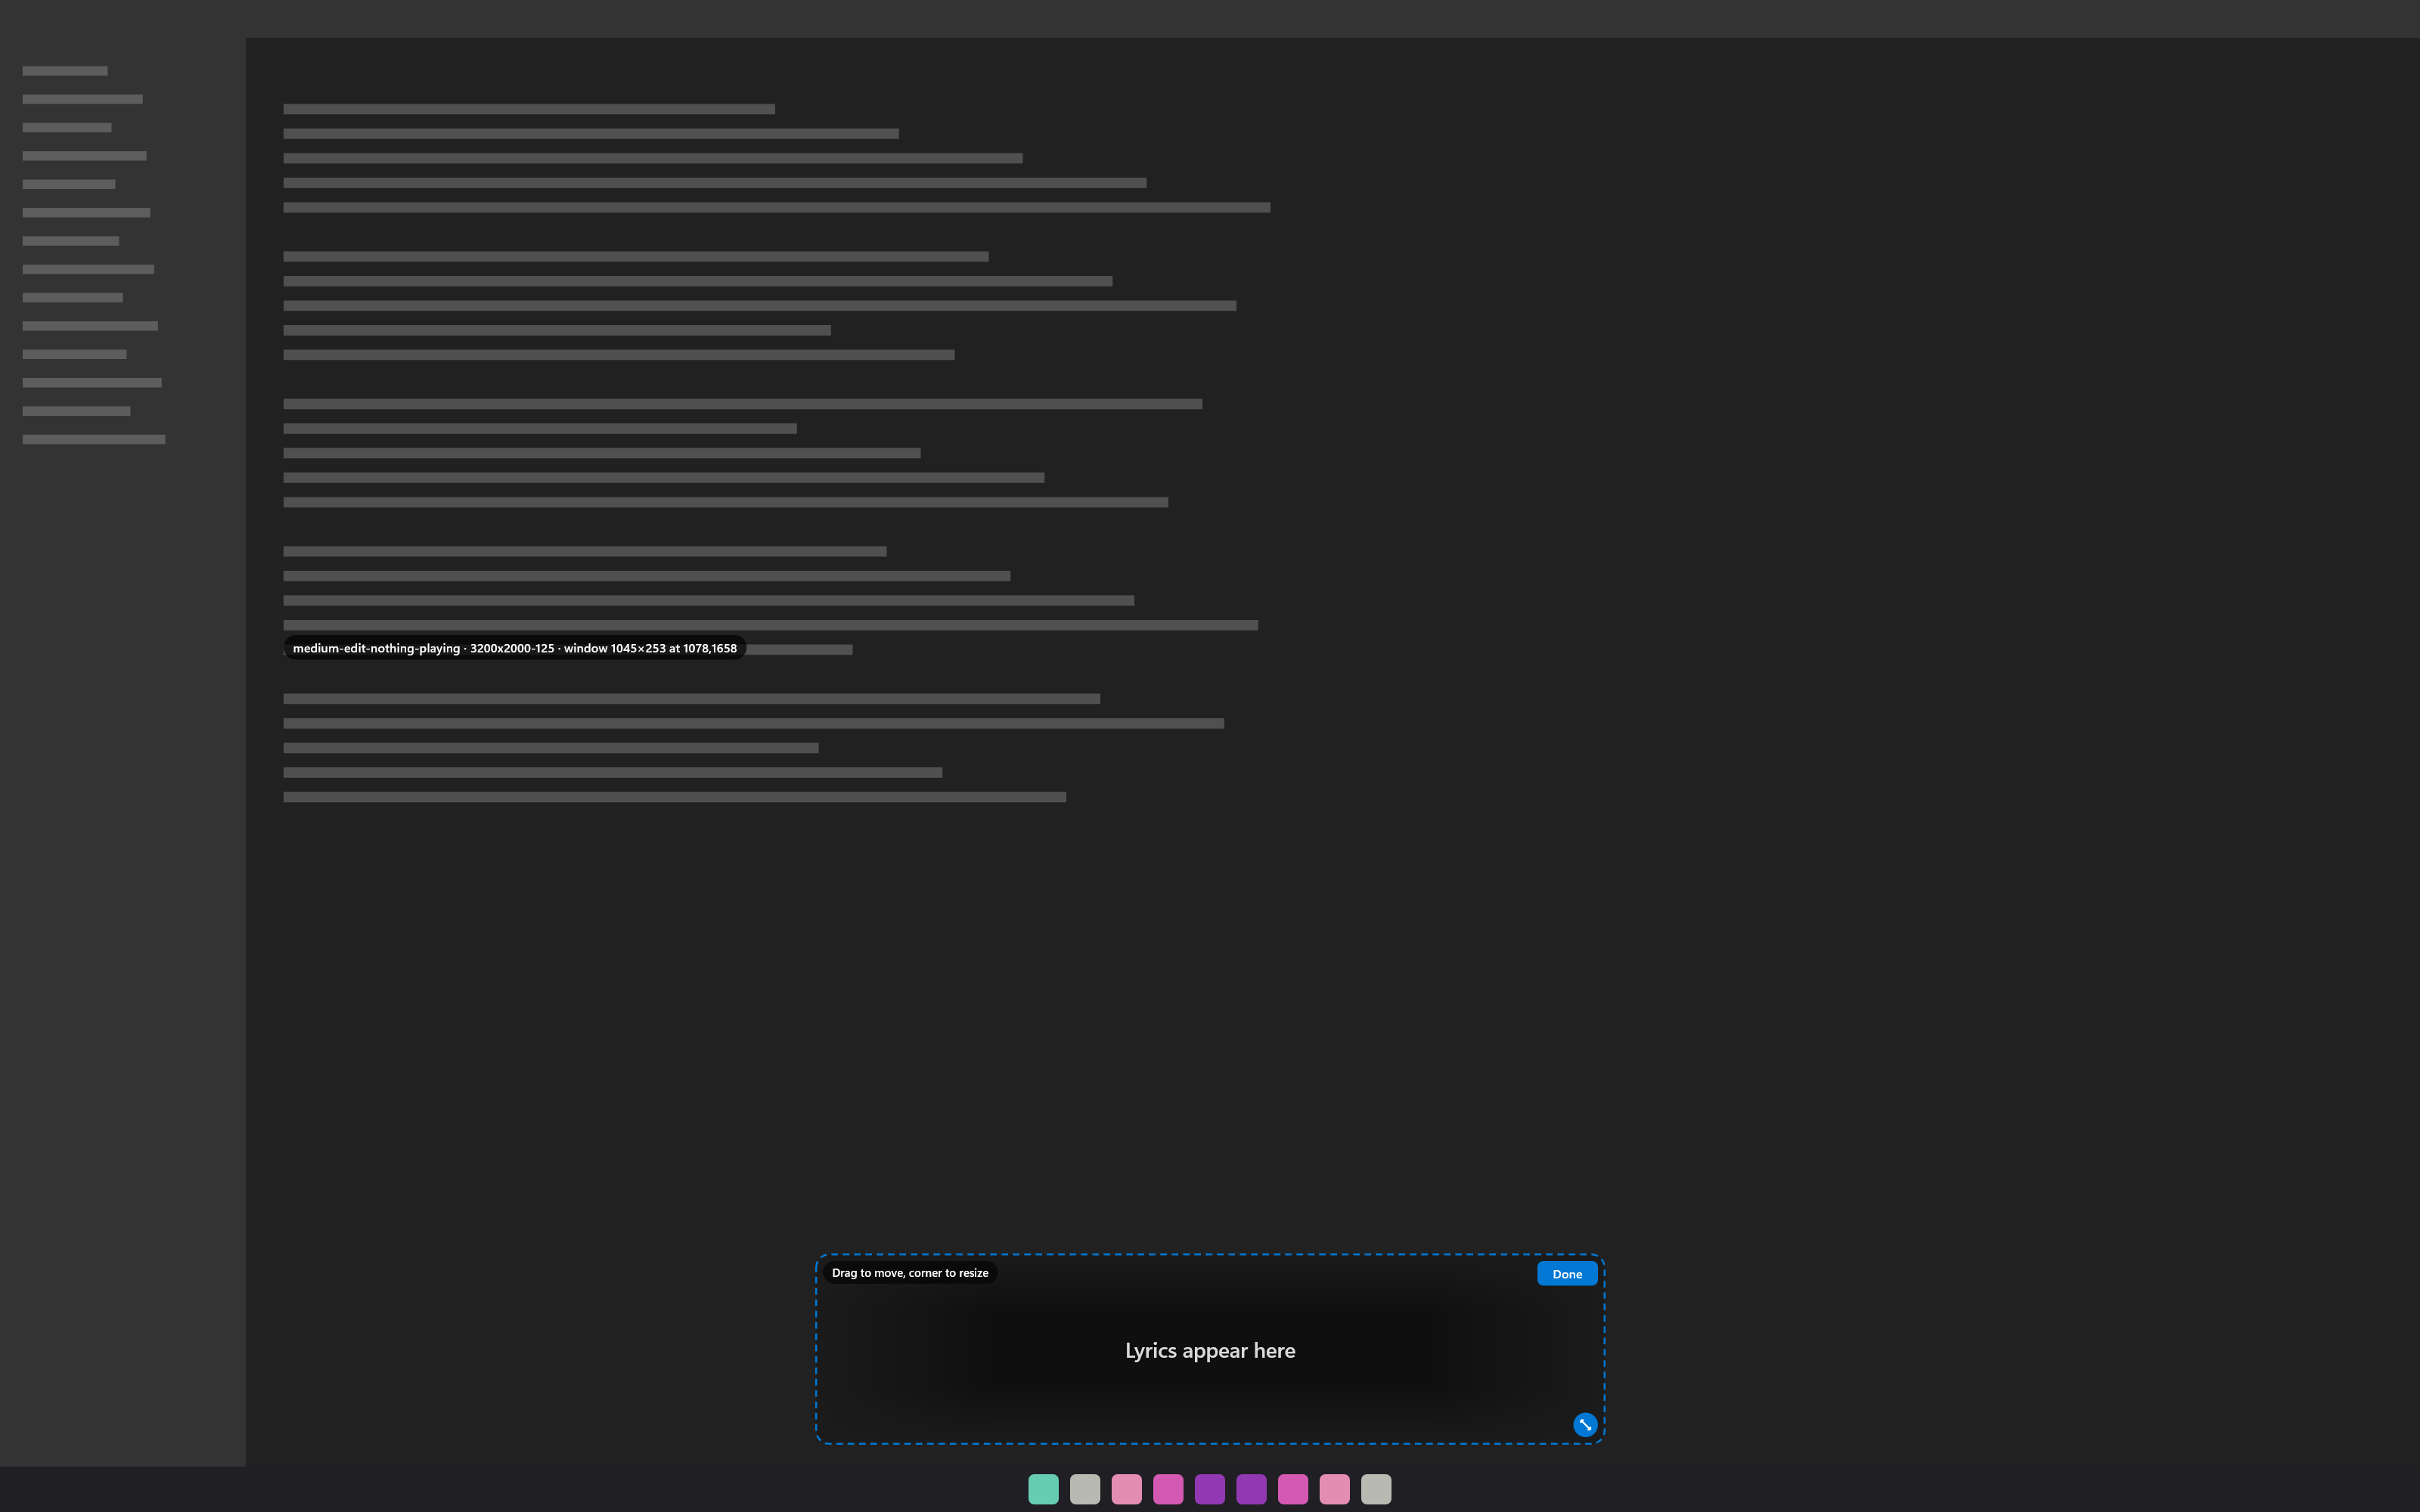 medium-edit-nothing-playing · 3200x2000-125 · window 1045×253 at 1078,1658
Drag to move, corner to resize
Done
Lyrics appear here